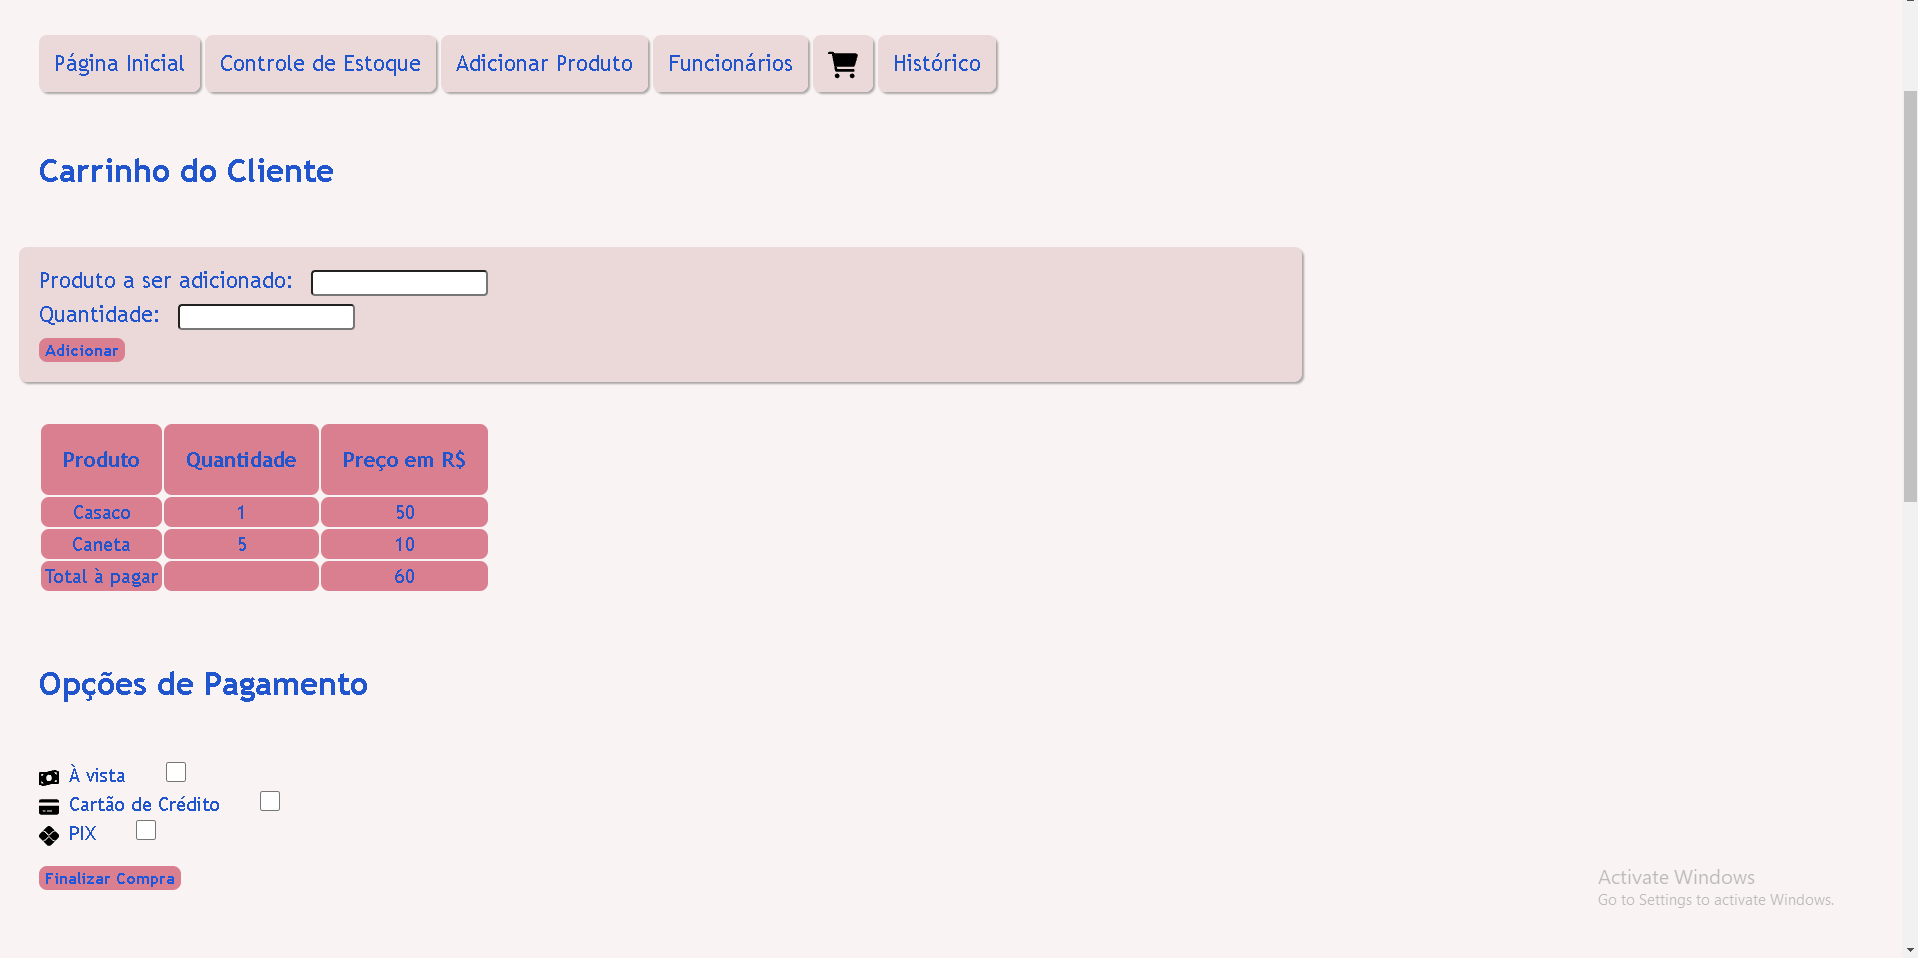 Página Inicial Controle de Estoque Adicionar Produto Funcionários Histórico
Carrinho do Cliente
Produto a ser adicionado:
Quantidade:
Adicionar
Produto Quantidade Preço em R$
Casaco 1 50
Caneta 5 10
Total à pagar 60
Opções de Pagamento
À vista
Cartão de Crédito
PIX
Finalizar Compra
Activate Windows
Go to Settings to activate Windows.